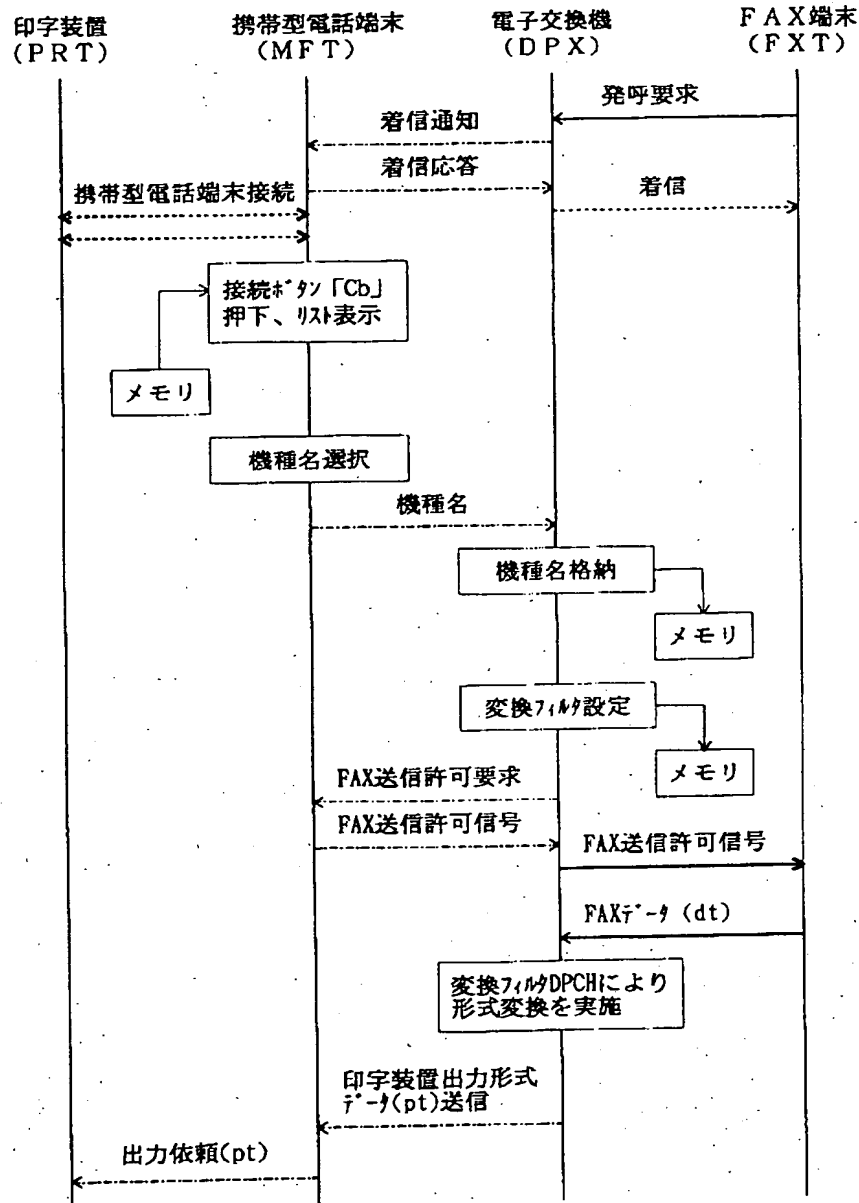 印字装置
(PRT)
携帯型電話端末
(MFT)
電子交換機
(DPX)
FAX端末
(FXT)
発呼要求
着信通知
着信応答
着信
携帯型電話端末接続
接続ボタン「Cb」
押下、リスト表示
メモリ
機種名選択
機種名
機種名格納
メモリ
変換フィルタ設定
メモリ
FAX送信許可要求
FAX送信許可信号
FAX送信許可信号
FAXデータ(dt)
変換フィルタDPCHにより
形式変換を実施
印字装置出力形式
データ(pt)送信
出力依頼(pt)